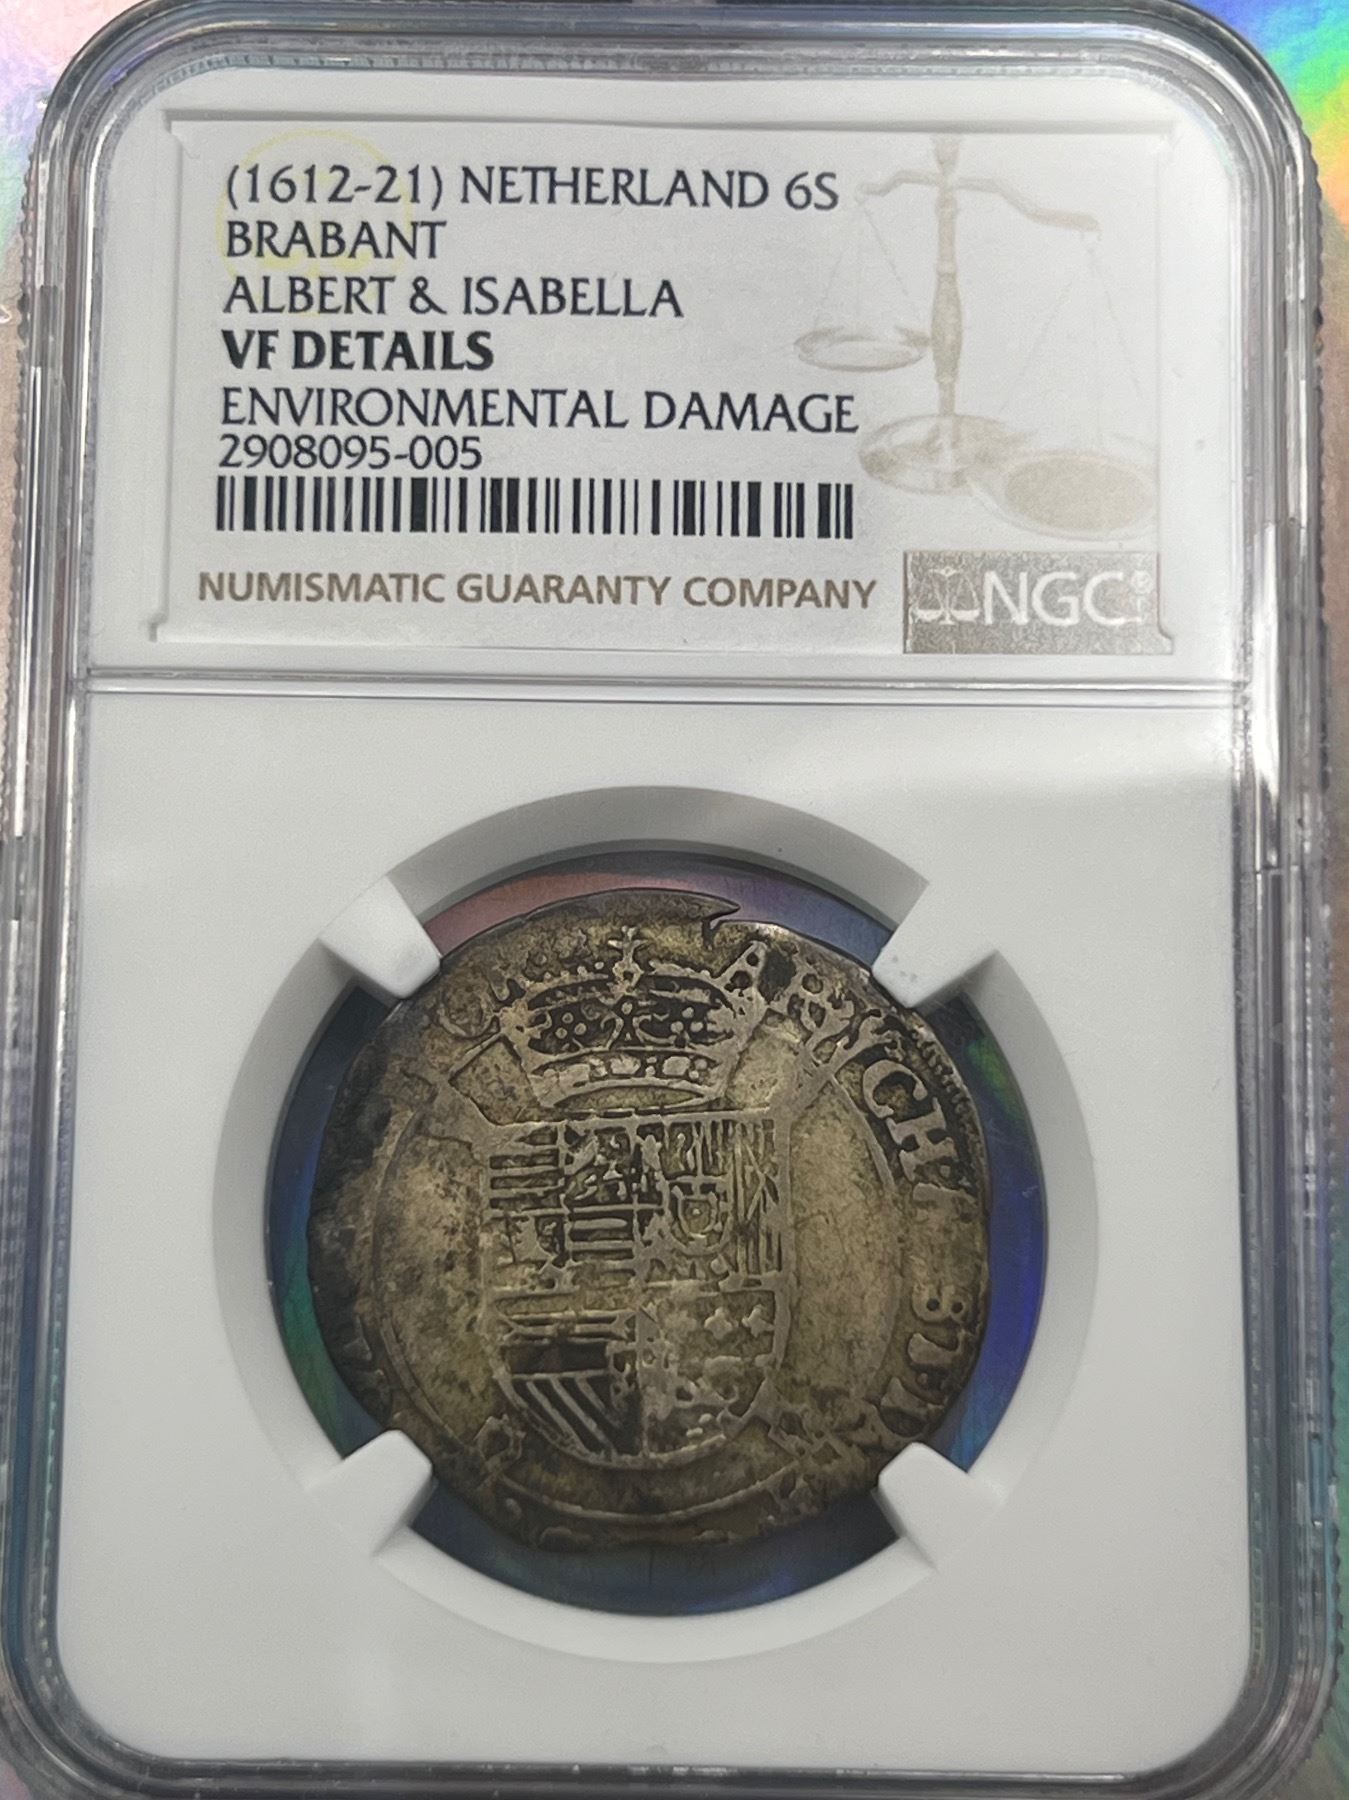 (1612-21) NETHERLAND 6S
BRABANT
ALBERT & ISABELLA
VF DETAILS
ENVIRONMENTAL DAMAGE
2908095-005
NUMISMATIC GUARANTY COMPANY
NGC